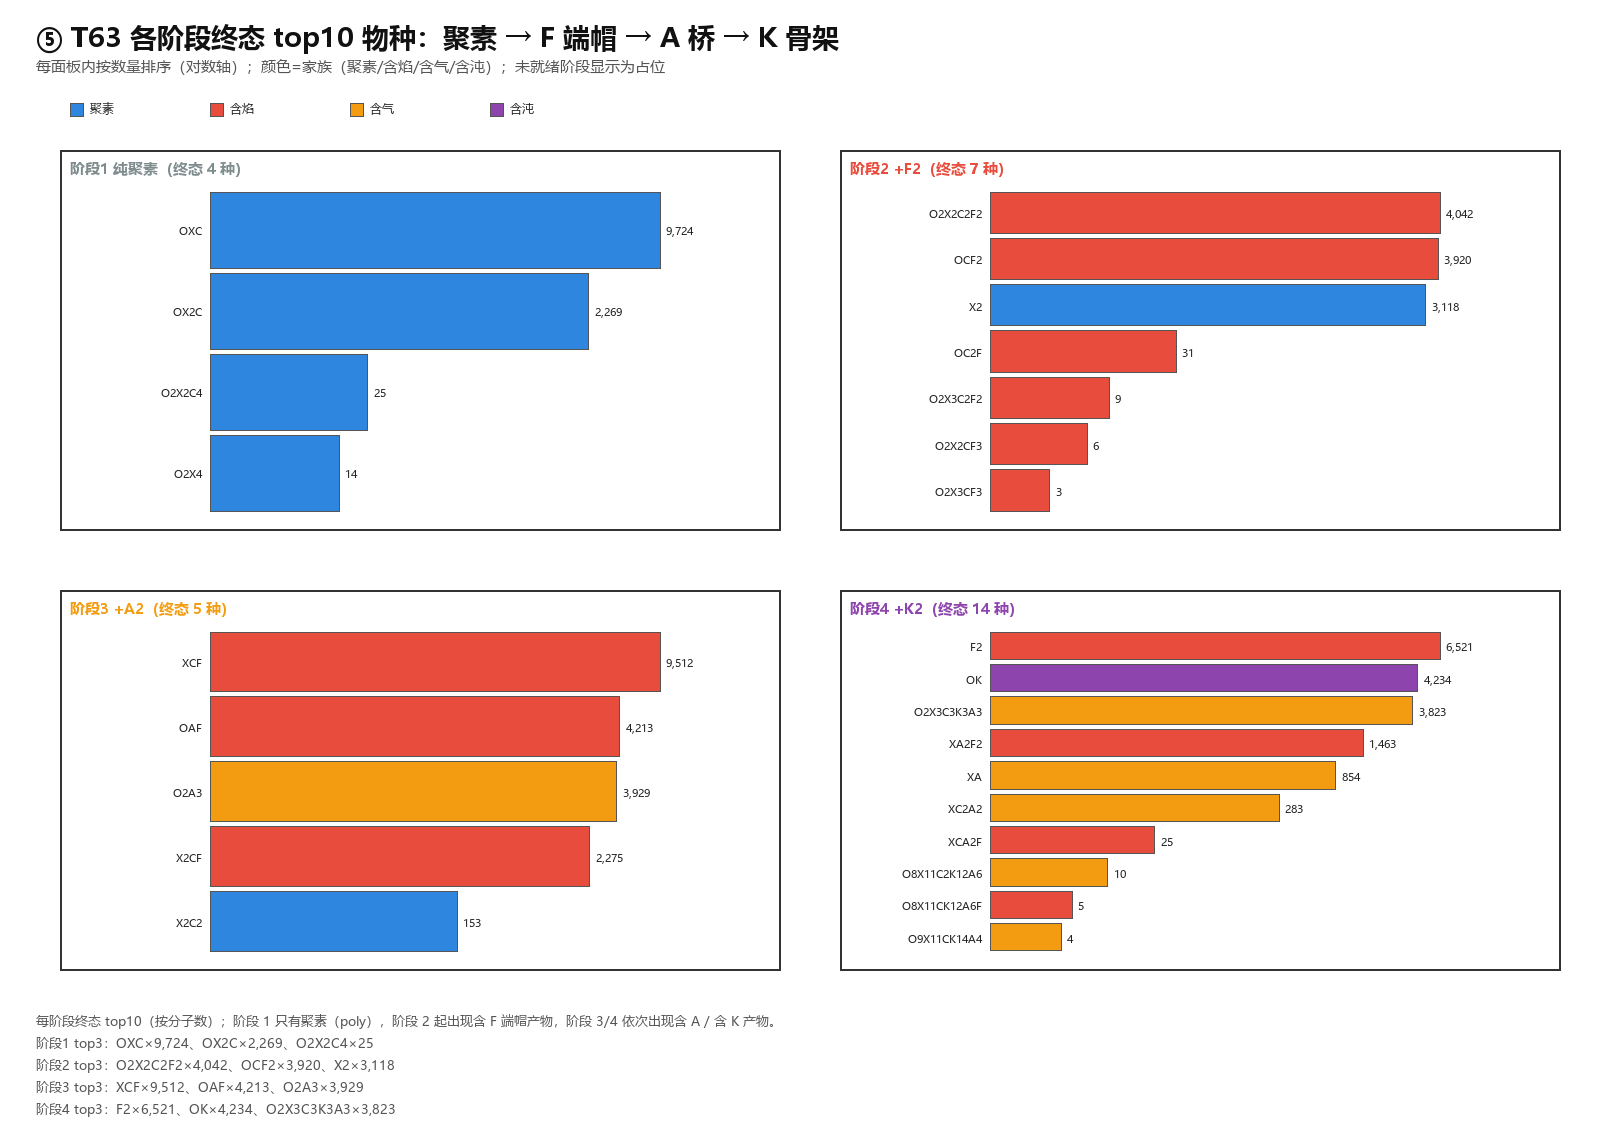 ⑤ T63 各阶段终态 top10 物种：聚素 → F 端帽 → A 桥 → K 骨架
每面板内按数量排序（对数轴）；颜色=家族（聚素/含焰/含气/含沌）；未就绪阶段显示为占位
聚素 含焰 含气 含沌
阶段1 纯聚素（终态 4 种）
OXC 9,724
OX2C 2,269
O2X2C4 25
O2X4 14
阶段2 +F2（终态 7 种）
O2X2C2F2 4,042
OCF2 3,920
X2 3,118
OC2F 31
O2X3C2F2 9
O2X2CF3 6
O2X3CF3 3
阶段3 +A2（终态 5 种）
XCF 9,512
OAF 4,213
O2A3 3,929
X2CF 2,275
X2C2 153
阶段4 +K2（终态 14 种）
F2 6,521
OK 4,234
O2X3C3K3A3 3,823
XA2F2 1,463
XA 854
XC2A2 283
XCA2F 25
O8X11C2K12A6 10
O8X11CK12A6F 5
O9X11CK14A4 4
每阶段终态 top10（按分子数）；阶段 1 只有聚素（poly），阶段 2 起出现含 F 端帽产物，阶段 3/4 依次出现含 A / 含 K 产物。
阶段1 top3：OXC×9,724、OX2C×2,269、O2X2C4×25
阶段2 top3：O2X2C2F2×4,042、OCF2×3,920、X2×3,118
阶段3 top3：XCF×9,512、OAF×4,213、O2A3×3,929
阶段4 top3：F2×6,521、OK×4,234、O2X3C3K3A3×3,823